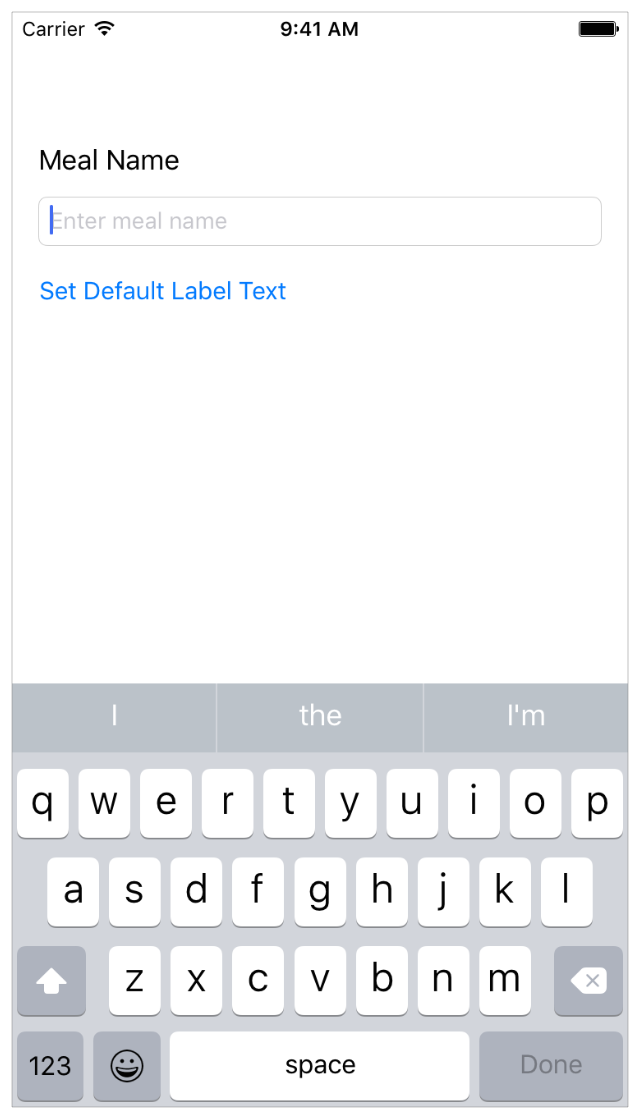 Carrier 9:41 AM
Meal Name
Enter meal name
Set Default Label Text
I the I'm
q w e r t y u i o p
a s d f g h j k l
z x c v b n m
123 space Done